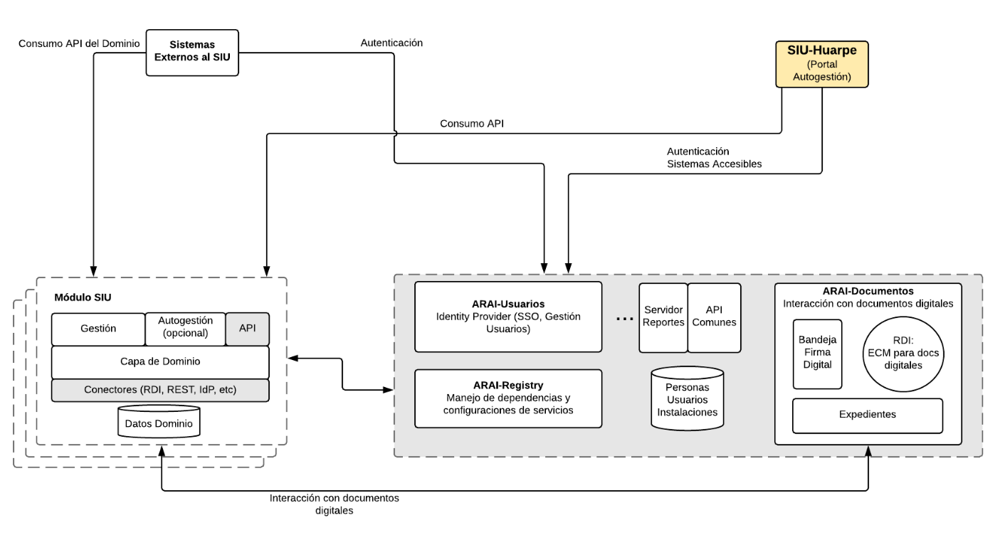 Consumo API del Dominio
Sistemas
Externos al SIU
Autenticación
SIU-Huarpe
(Portal
Autogestión)
Consumo API
Autenticación
Sistemas Accesibles
Módulo SIU
Gestión
Autogestión
(opcional)
API
Capa de Dominio
Conectores (RDI, REST, IdP, etc)
Datos Dominio
ARAI-Usuarios
Identity Provider (SSO, Gestión
Usuarios)
...
Servidor
Reportes
API
Comunes
ARAI-Registry
Manejo de dependencias y
configuraciones de servicios
Personas
Usuarios
Instalaciones
ARAI-Documentos
Interacción con documentos digitales
Bandeja
Firma
Digital
RDI:
ECM para docs
digitales
Expedientes
Interacción con documentos
digitales